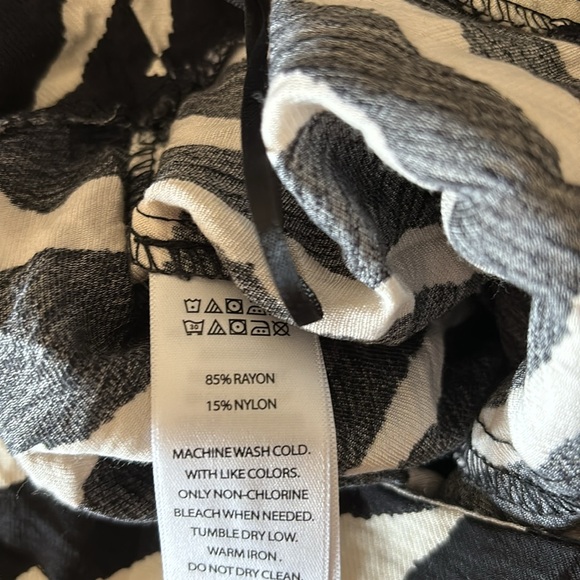 85% RAYON
15% NYLON
MACHINE WASH COLD.
WITH LIKE COLORS.
ONLY NON-CHLORINE
BLEACH WHEN NEEDED.
TUMBLE DRY LOW.
WARM IRON .
DO NOT DRY CLEAN.